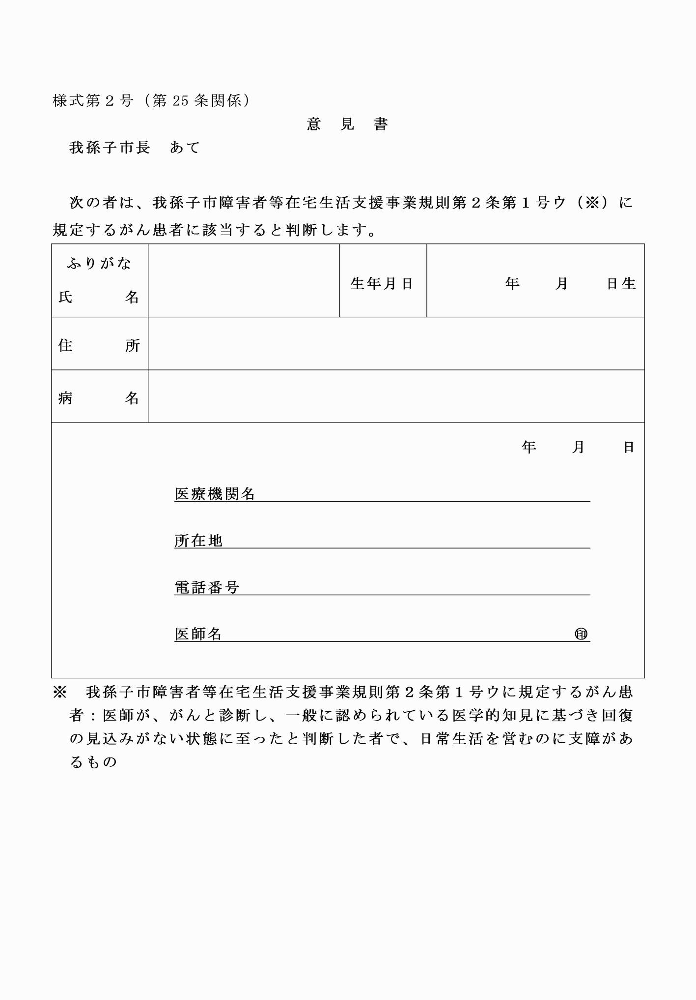 様式第２号（第 25 条関係）
意　見　書
我孫子市長　あて
次の者は、我孫子市障害者等在宅生活支援事業規則第２条第１号ウ（※）に
規定するがん患者に該当すると判断します。
ふりがな
氏　　　名
生年月日
年　　月　　日生
住　　　所
病　　　名
年　　月　　日
医療機関名
所在地
電話番号
医師名　　　㊞
※　我孫子市障害者等在宅生活支援事業規則第２条第１号ウに規定するがん患
者：医師が、がんと診断し、一般に認められている医学的知見に基づき回復
の見込みがない状態に至ったと判断した者で、日常生活を営むのに支障があ
るもの